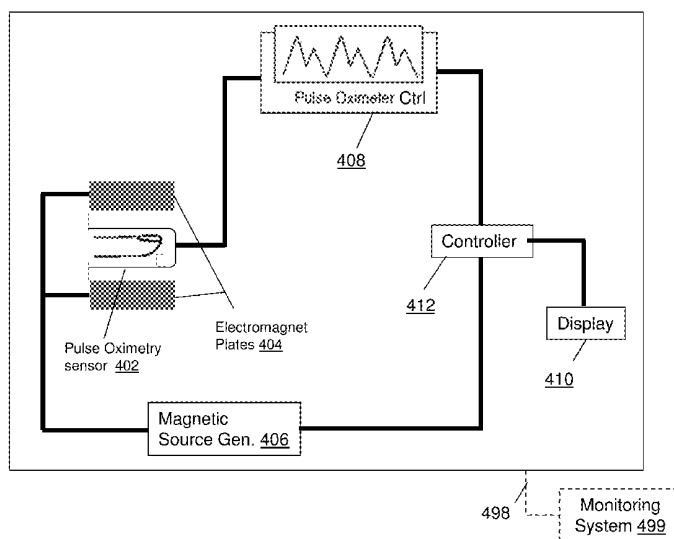 Pulse Oximeter Ctrl
408
Controller
412
Display
410
Electromagnet
Plates 404
Pulse Oximetry
sensor 402
Magnetic
Source Gen. 406
498
Monitoring
System 499